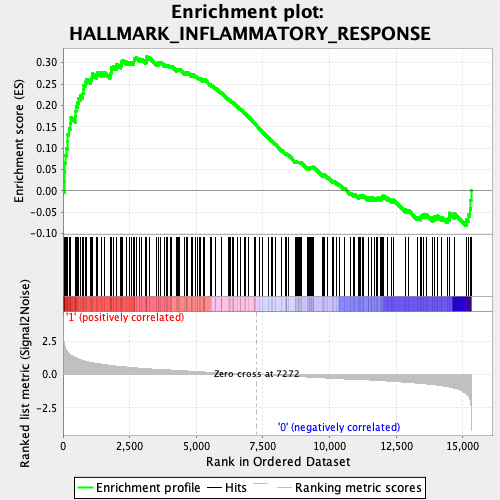 Enrichment plot:
HALLMARK_INFLAMMATORY_RESPONSE
Enrichment score (ES)
0.30
0.25
0.20
0.15
0.10
0.05
0.00
-0.05
-0.10
'1' (positively correlated)
Ranked list metric (Signal2Noise)
2.5
0.0
-2.5
Zero cross at 7272
'0' (negatively correlated)
0 2,500 5,000 7,500 10,000 12,500 15,000
Rank in Ordered Dataset
Enrichment profile Hits Ranking metric scores